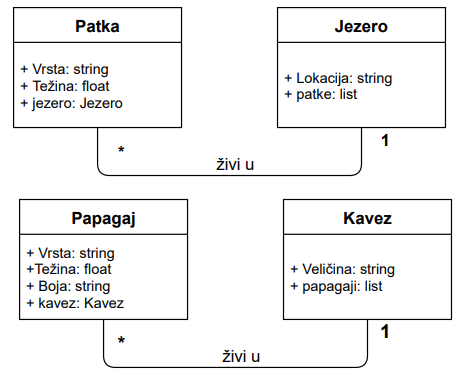 Patka
+ Vrsta: string
+ Težina: float
+ jezero: Jezero
Jezero
+ Lokacija: string
+ patke: list
*
živi u
1
Papagaj
+ Vrsta: string
+Težina: float
+ Boja: string
+ kavez: Kavez
Kavez
+ Veličina: string
+ papagaji: list
*
živi u
1